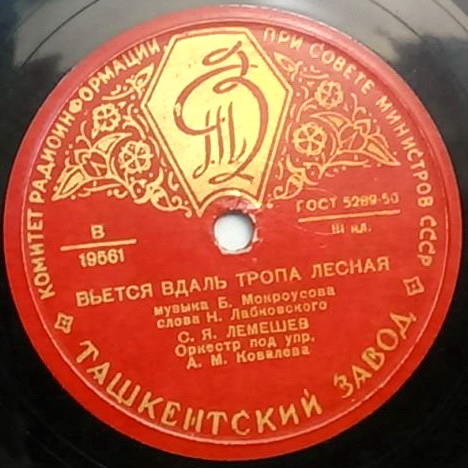 КОМИТЕТ РАДИОИНФОРМАЦИИ ПРИ СОВЕТЕ МИНИСТРОВ СССР
ГОСТ 5289-50
III кл.
В
19561
ВЬЕТСЯ ВДАЛЬ ТРОПА ЛЕСНАЯ
музыка Б. Мокроусова
слова Н. Лабковского
С. Я. ЛЕМЕШЕВ
Оркестр под упр.
А. М. Ковалева
ТАШКЕНТСКИЙ ЗАВОД